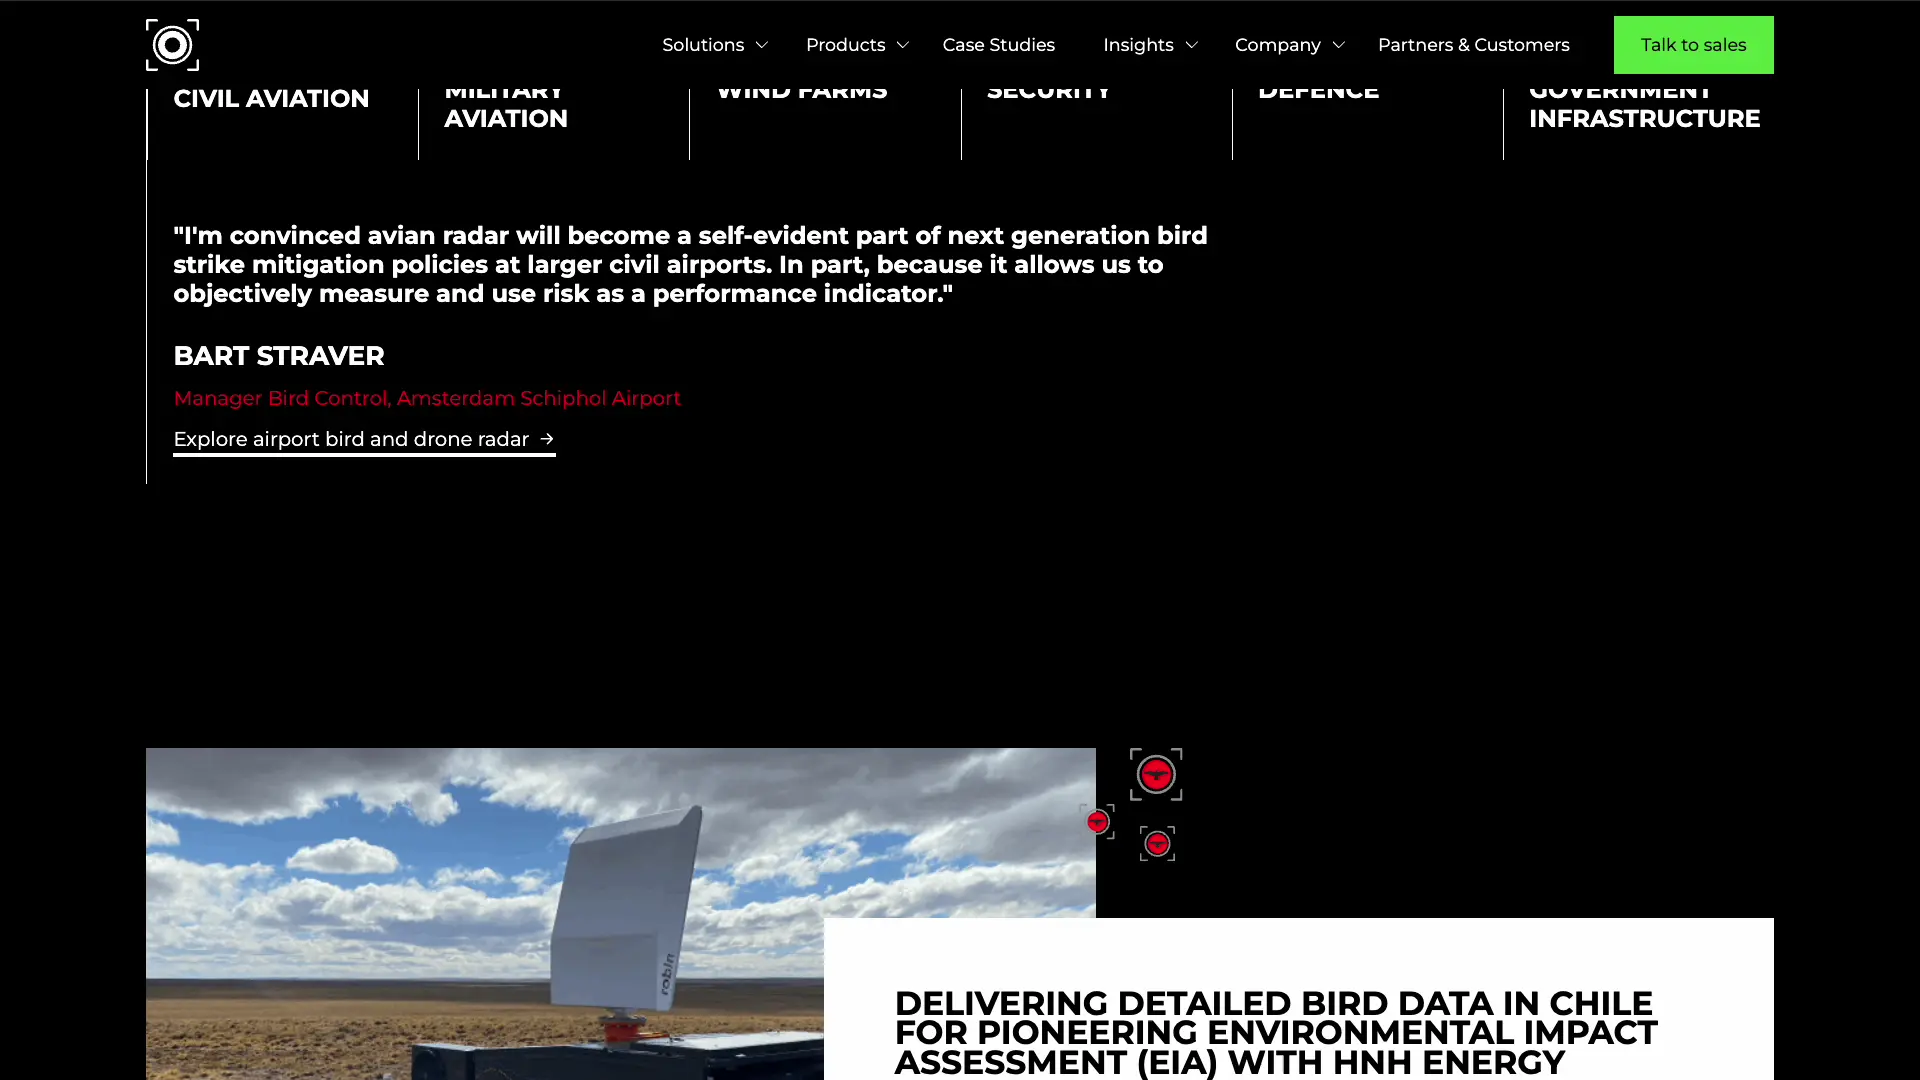 Solutions
Products
Case Studies
Insights
Company
Partners & Customers
Talk to sales
CIVIL AVIATION
MILITARY
AVIATION
WIND FARMS
SECURITY
DEFENCE
GOVERNMENT
INFRASTRUCTURE
"I'm convinced avian radar will become a self-evident part of next generation bird
strike mitigation policies at larger civil airports. In part, because it allows us to
objectively measure and use risk as a performance indicator."
BART STRAVER
Manager Bird Control, Amsterdam Schiphol Airport
Explore airport bird and drone radar →
robin
DELIVERING DETAILED BIRD DATA IN CHILE
FOR PIONEERING ENVIRONMENTAL IMPACT
ASSESSMENT (EIA) WITH HNH ENERGY